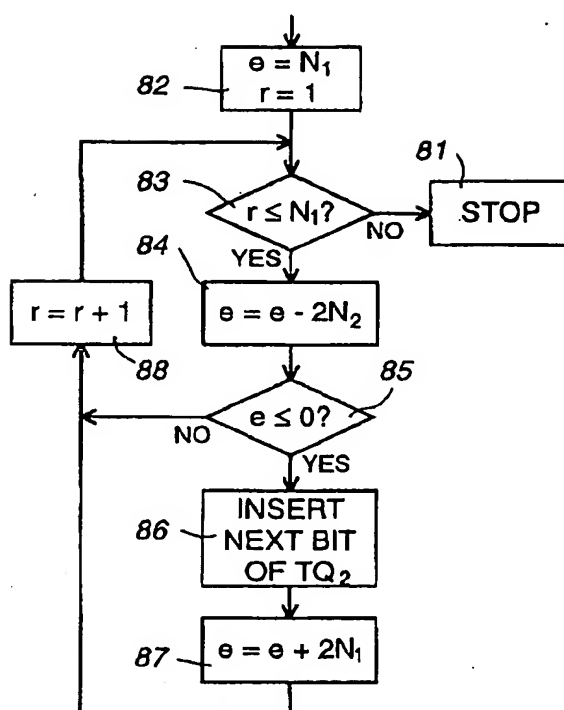 82
e = N₁
r = 1
81
83
r ≤ N₁?
NO
STOP
YES
84
r = r + 1
88
e = e - 2N₂
85
e ≤ 0?
NO
YES
86
INSERT
NEXT BIT
OF TQ₂
87
e = e + 2N₁